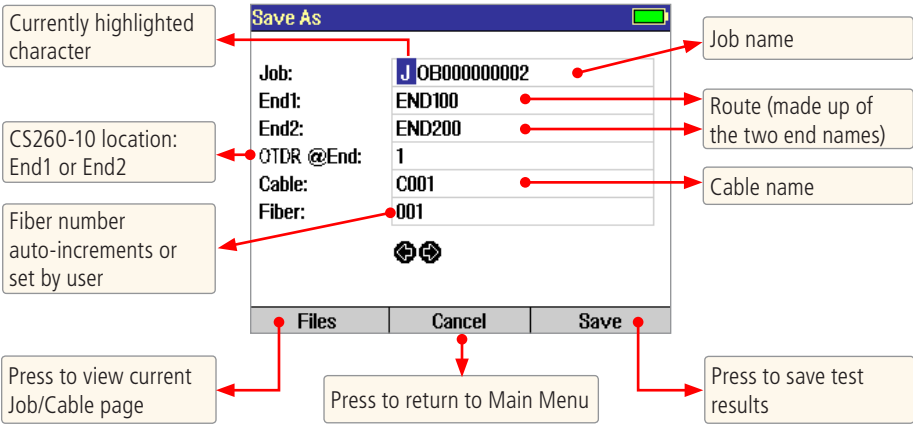 Currently highlighted
character
CS260-10 location:
End1 or End2
Fiber number
auto-increments or
set by user
Press to view current
Job/Cable page
Save As
Job: JOB000000002
End1: END100
End2: END200
OTDR @End: 1
Cable: C001
Fiber: 001
Files Cancel Save
Press to return to Main Menu
Job name
Route (made up of
the two end names)
Cable name
Press to save test
results